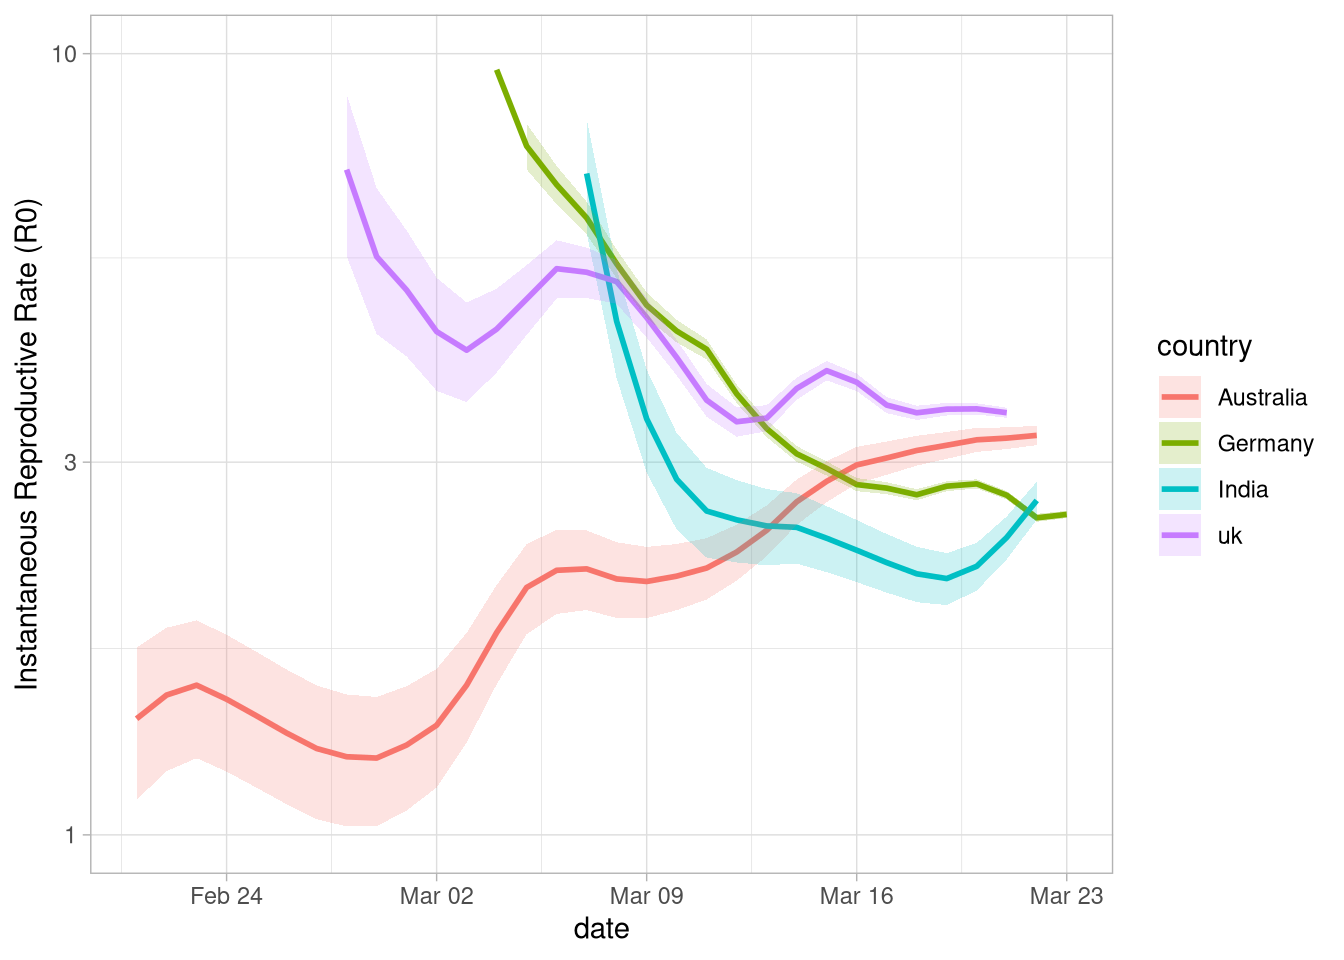 Instantaneous Reproductive Rate (R0)
10
3
1
Feb 24
Mar 02
Mar 09
Mar 16
Mar 23
date
country
Australia
Germany
India
uk